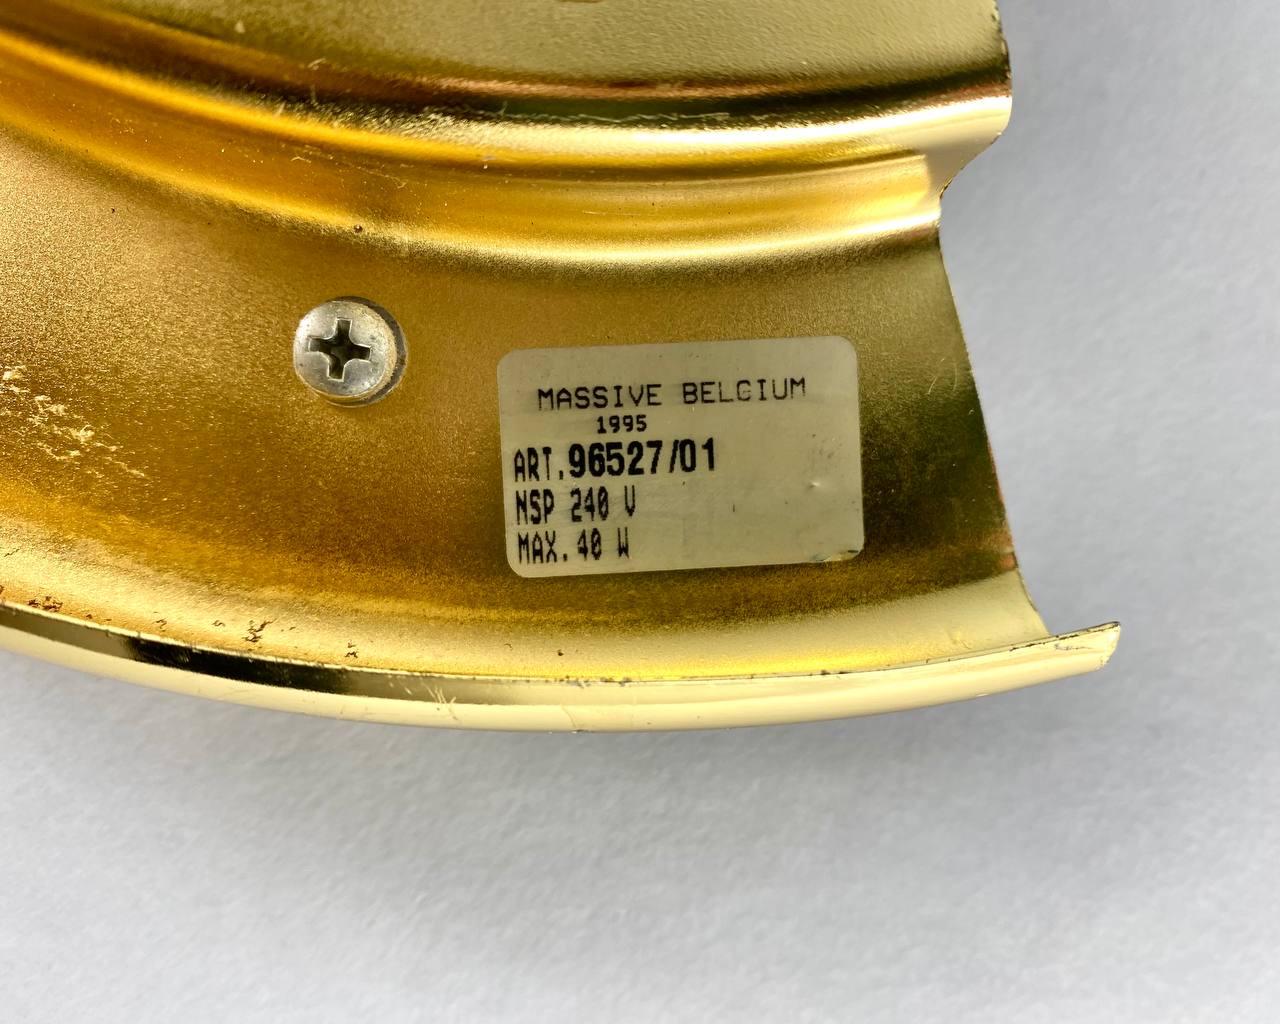 MASSIVE BELGIUM
1995
ART.96527/01
NSP 240 V
MAX.40 W